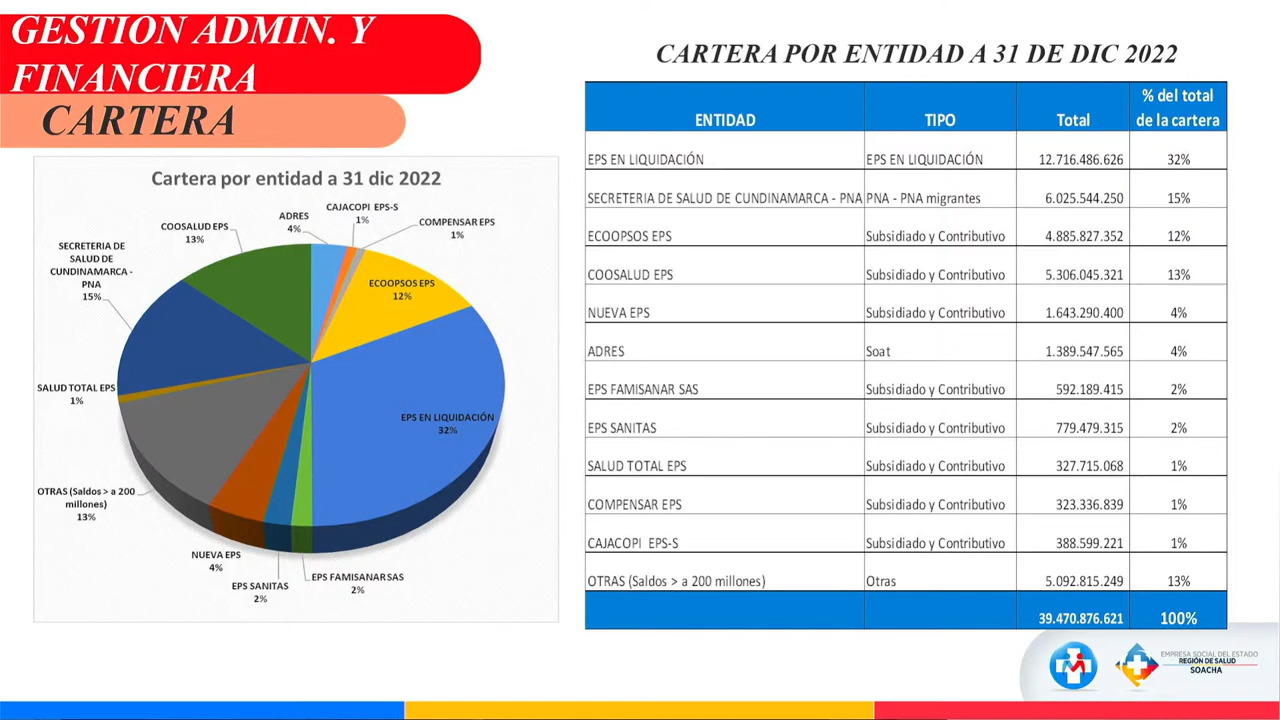 GESTION ADMIN. Y
FINANCIERA
CARTERA
Cartera por entidad a 31 dic 2022
ADRES
4%
CAJACOPI EPS-S
1%
COMPENSAR EPS
1%
COOSALUD EPS
13%
SECRETERIA DE
SALUD DE
CUNDINAMARCA -
PNA
15%
ECOOPSOS EPS
12%
SALUD TOTAL EPS
1%
EPS EN LIQUIDACIÓN
32%
OTRAS (Saldos > a 200
millones)
13%
NUEVA EPS
4%
EPS SANITAS
2%
EPS FAMISANAR SAS
2%
CARTERA POR ENTIDAD A 31 DE DIC 2022
ENTIDAD TIPO Total % del total de la cartera
EPS EN LIQUIDACIÓN EPS EN LIQUIDACIÓN 12.716.486.626 32%
SECRETERIA DE SALUD DE CUNDINAMARCA - PNA PNA - PNA migrantes 6.025.544.250 15%
ECOOPSOS EPS Subsidiado y Contributivo 4.885.827.352 12%
COOSALUD EPS Subsidiado y Contributivo 5.306.045.321 13%
NUEVA EPS Subsidiado y Contributivo 1.643.290.400 4%
ADRES Soat 1.389.547.565 4%
EPS FAMISANAR SAS Subsidiado y Contributivo 592.189.415 2%
EPS SANITAS Subsidiado y Contributivo 779.479.315 2%
SALUD TOTAL EPS Subsidiado y Contributivo 327.715.068 1%
COMPENSAR EPS Subsidiado y Contributivo 323.336.839 1%
CAJACOPI EPS-S Subsidiado y Contributivo 388.599.221 1%
OTRAS (Saldos > a 200 millones) Otras 5.092.815.249 13%
39.470.876.621 100%
EMPRESA SOCIAL DEL ESTADO
REGIÓN DE SALUD
SOACHA